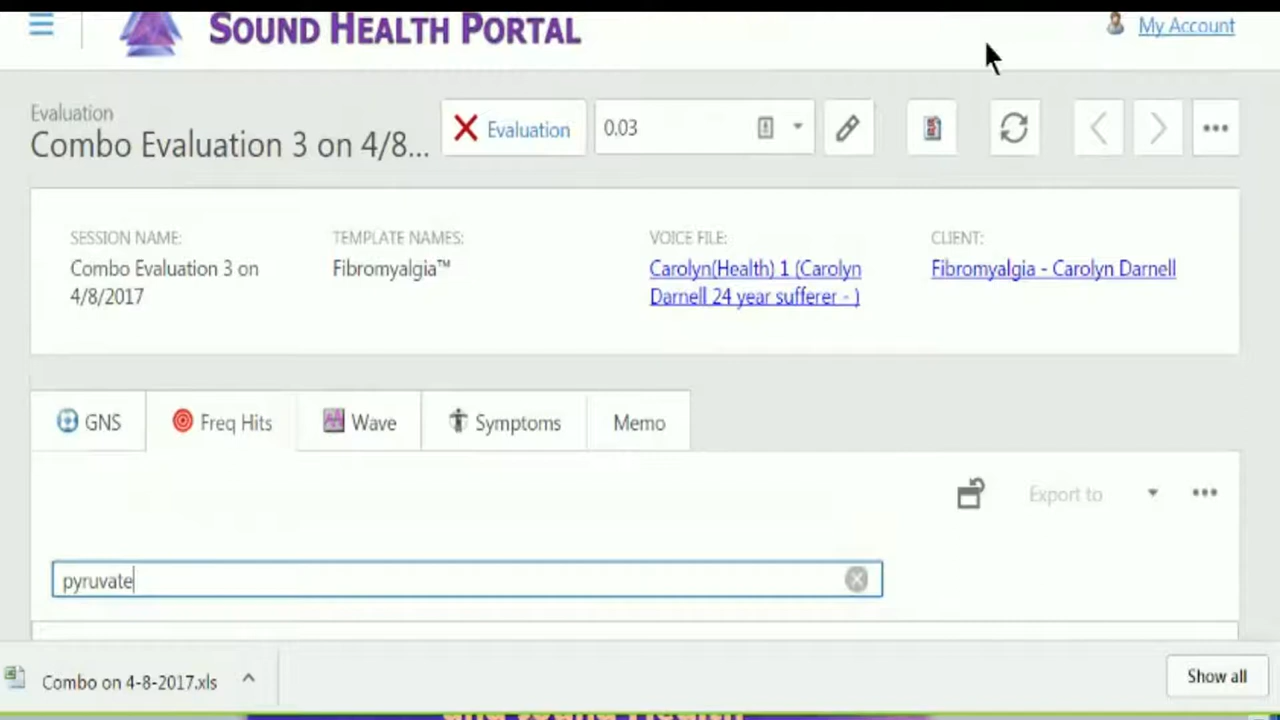 SOUND HEALTH PORTAL
My Account
Evaluation
Combo Evaluation 3 on 4/8...
Evaluation
0.03
SESSION NAME:
Combo Evaluation 3 on
4/8/2017
TEMPLATE NAMES:
Fibromyalgia™
VOICE FILE:
Carolyn(Health) 1 (Carolyn
Darnell 24 year sufferer - )
CLIENT:
Fibromyalgia - Carolyn Darnell
GNS
Freq Hits
Wave
Symptoms
Memo
Export to
pyruvate
Combo on 4-8-2017.xls
Show all
and Sound Health